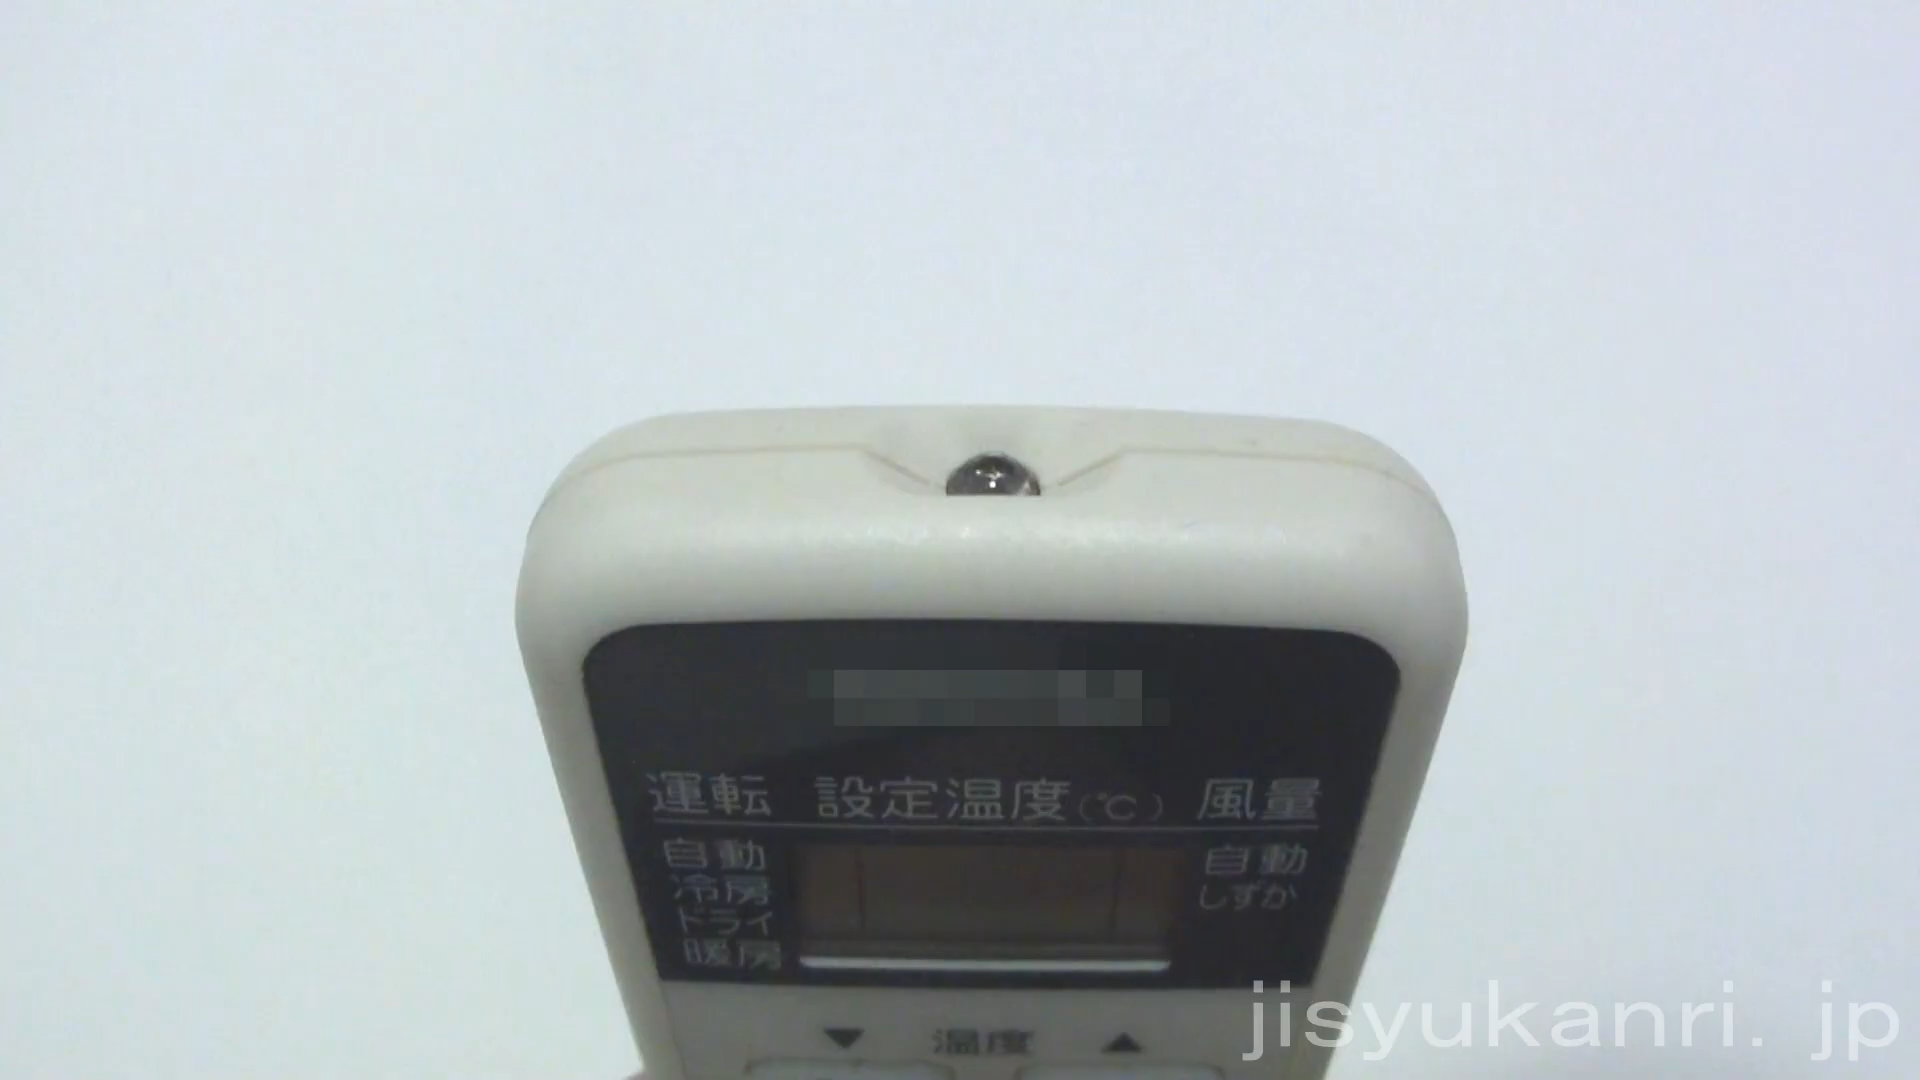 運転 設定温度(℃) 風量
自動 自動
冷房 しずか
ドライ
暖房
▼ 温度 ▲
jisyukanri. jp